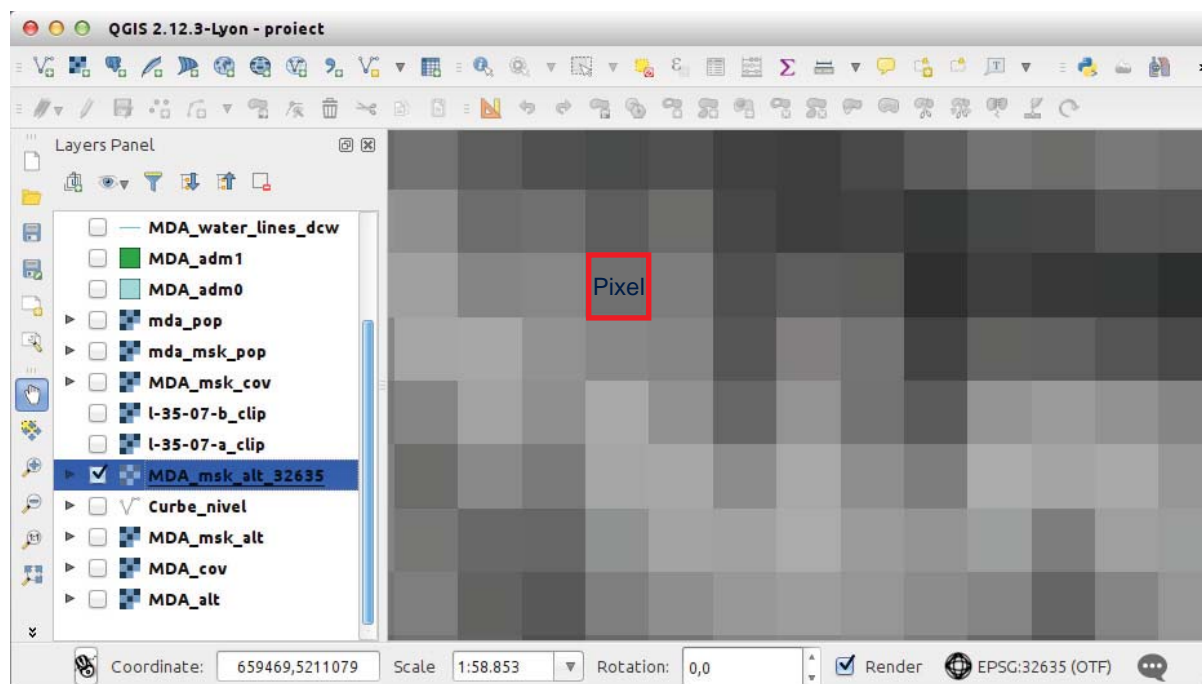 QGIS 2.12.3-Lyon - proiect
Layers Panel
MDA_water_lines_dcw
MDA_adm1
MDA_adm0
mda_pop
mda_msk_pop
MDA_msk_cov
l-35-07-b_clip
l-35-07-a_clip
MDA_msk_alt_32635
Curbe_nivel
MDA_msk_alt
MDA_cov
MDA_alt
Pixel
Coordinate: 659469,5211079 Scale 1:58.853 Rotation: 0,0 Render EPSG:32635 (OTF)